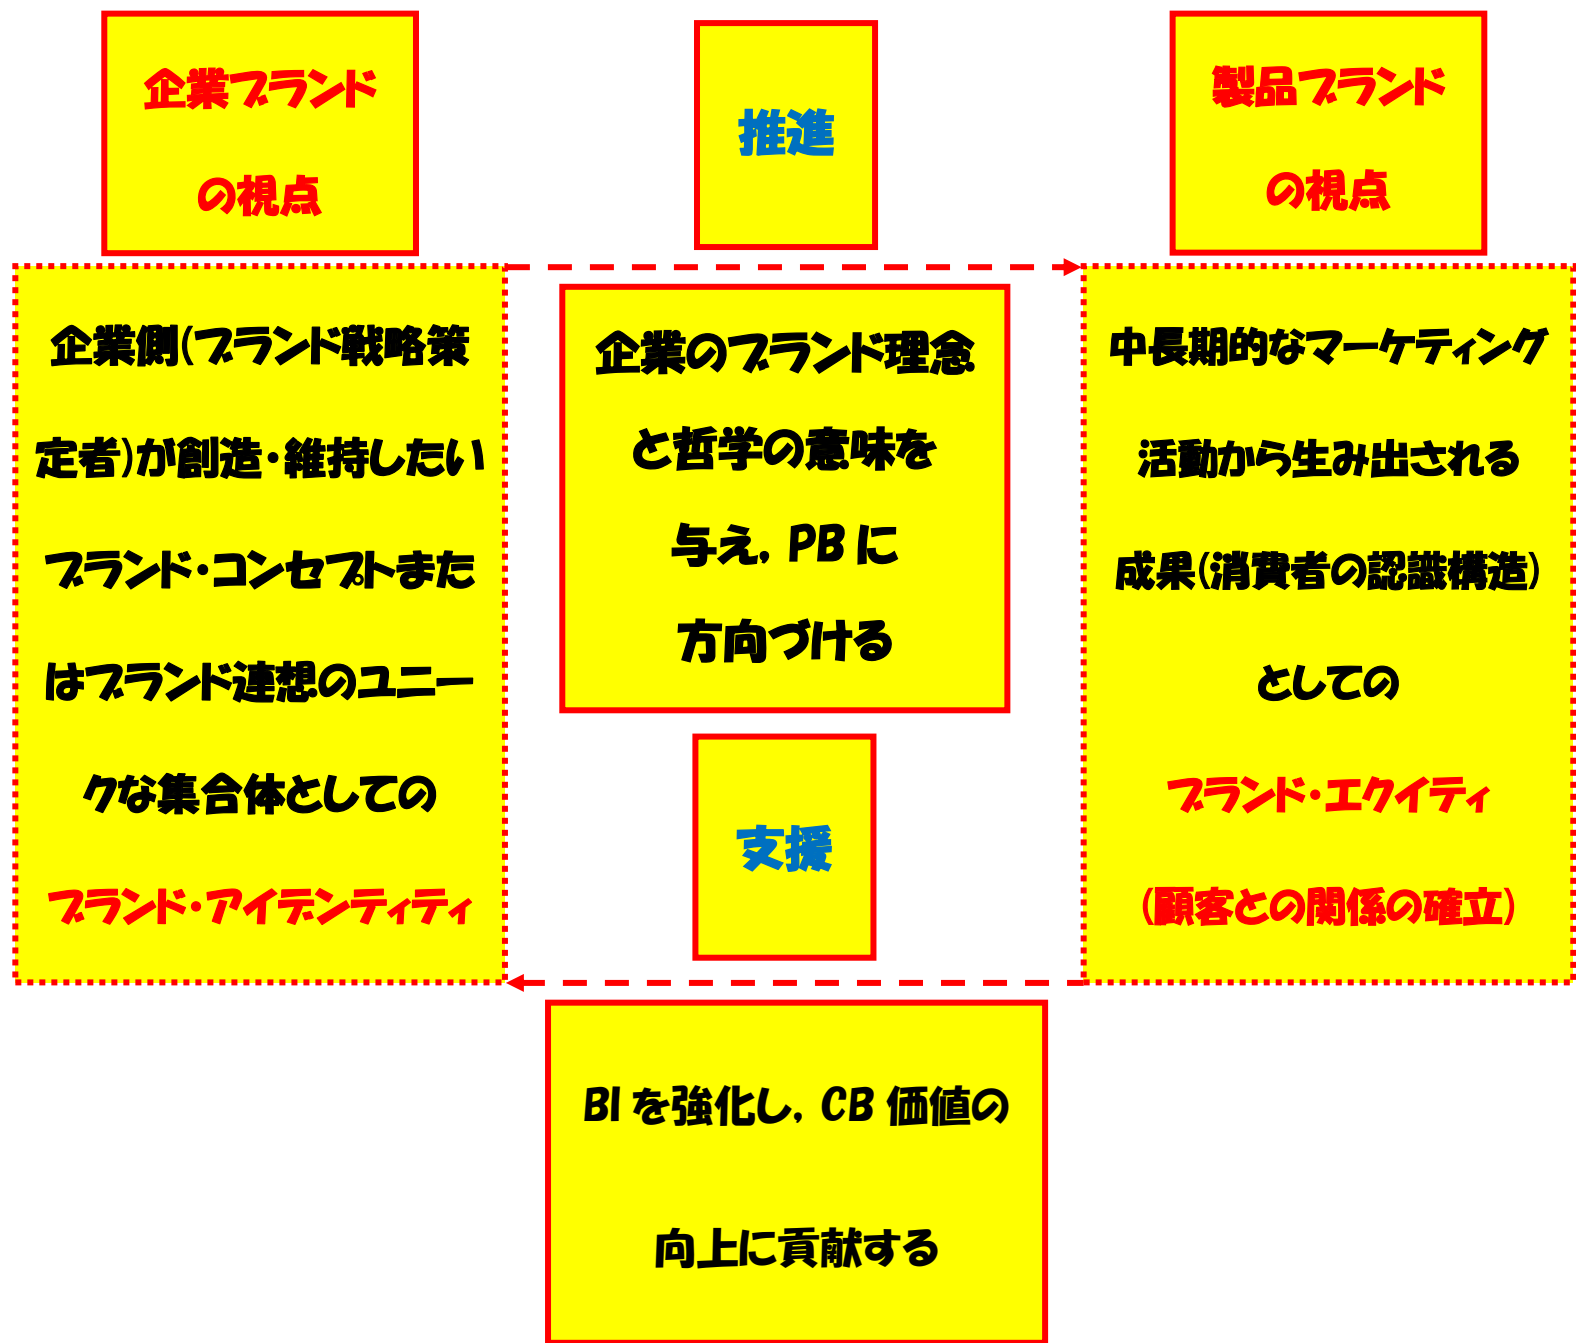 企業ブランド
の視点
推進
製品ブランド
の視点
企業側(ブランド戦略策
定者)が創造・維持したい
ブランド・コンセプトまた
はブランド連想のユニー
クな集合体としての
ブランド・アイデンティティ
企業のブランド理念
と哲学の意味を
与え, PBに
方向づける
支援
中長期的なマーケティング
活動から生み出される
成果(消費者の認識構造)
としての
ブランド・エクイティ
(顧客との関係の確立)
BIを強化し, CB価値の
向上に貢献する